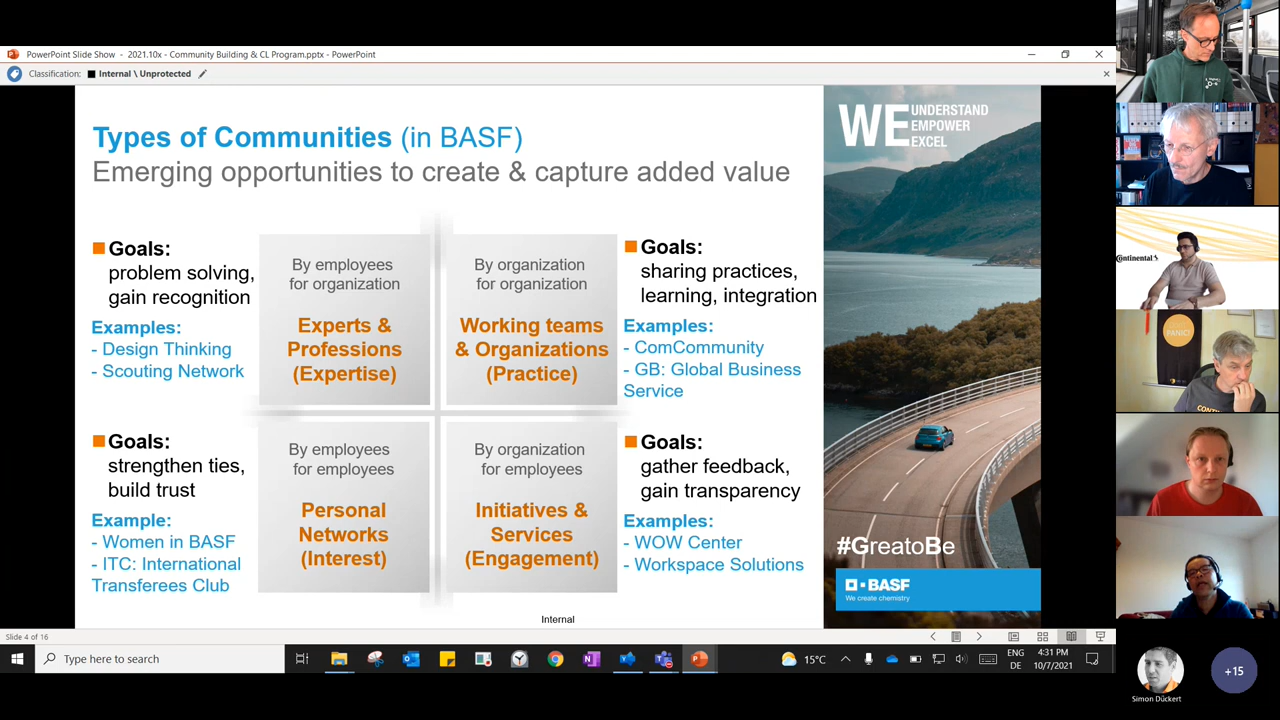 PowerPoint Slide Show - 2021.10x - Community Building & CL Program.pptx - PowerPoint
Classification: Internal \ Unprotected
Types of Communities (in BASF)
Emerging opportunities to create & capture added value
Goals:
problem solving,
gain recognition
Examples:
- Design Thinking
- Scouting Network
By employees
for organization
Experts &
Professions
(Expertise)
By organization
for organization
Working teams
& Organizations
(Practice)
Goals:
sharing practices,
learning, integration
Examples:
- ComCommunity
- GB: Global Business
Service
Goals:
strengthen ties,
build trust
Example:
- Women in BASF
- ITC: International
Transferees Club
By employees
for employees
Personal
Networks
(Interest)
By organization
for employees
Initiatives &
Services
(Engagement)
Goals:
gather feedback,
gain transparency
Examples:
- WOW Center
- Workspace Solutions
Internal
WE UNDERSTAND
EMPOWER
EXCEL
#GreatoBe
BASF
We create chemistry
Slide 4 of 16
Type here to search
15°C
ENG
DE
4:31 PM
10/7/2021
Continental
PANIC!
Simon Dückert
+15